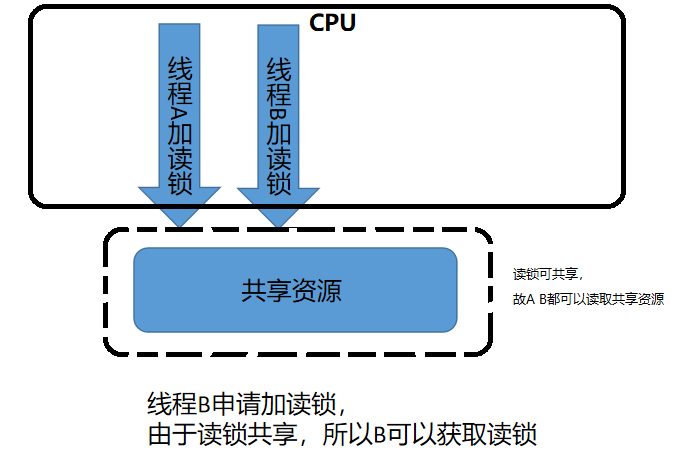 CPU
线程A加读锁
线程B加读锁
共享资源
读锁可共享，
故A B都可以读取共享资源
线程B申请加读锁，
由于读锁共享，所以B可以获取读锁